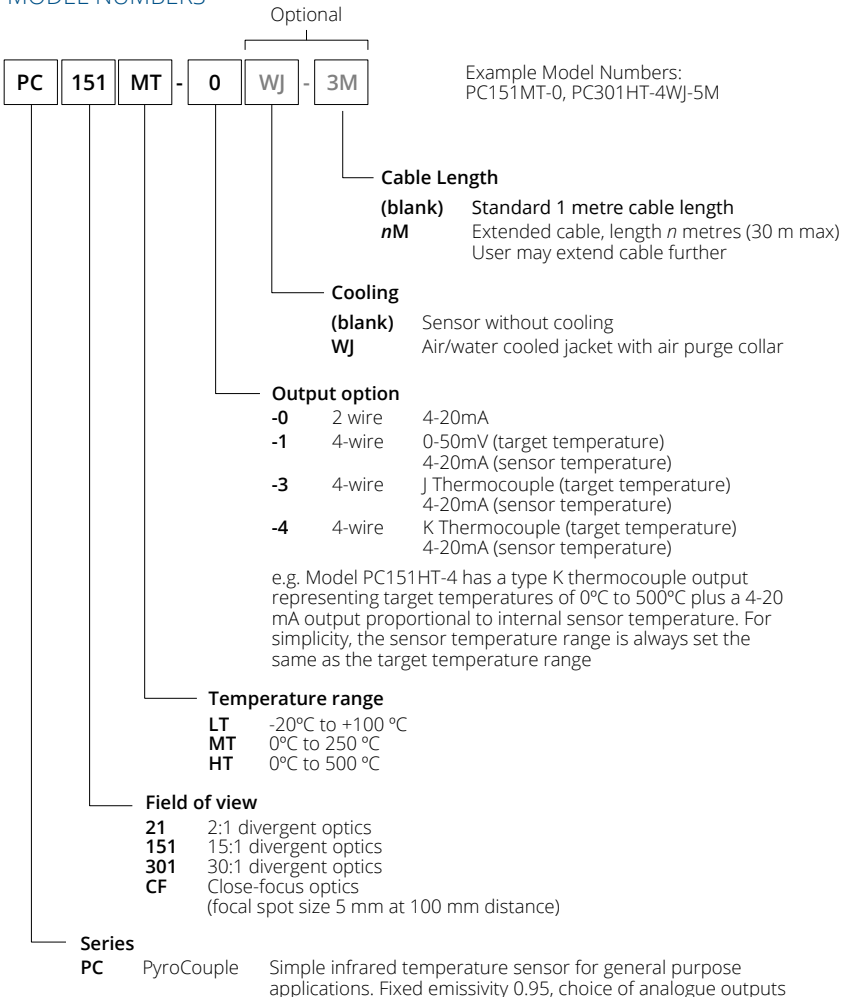 MODEL NUMBERS
Optional
PC 151 MT - 0 WJ - 3M
Example Model Numbers:
PC151MT-0, PC301HT-4WJ-5M
Cable Length
(blank) Standard 1 metre cable length
nM Extended cable, length n metres (30 m max)
User may extend cable further
Cooling
(blank) Sensor without cooling
WJ Air/water cooled jacket with air purge collar
Output option
-0 2 wire 4-20mA
-1 4-wire 0-50mV (target temperature)
4-20mA (sensor temperature)
-3 4-wire J Thermocouple (target temperature)
4-20mA (sensor temperature)
-4 4-wire K Thermocouple (target temperature)
4-20mA (sensor temperature)
e.g. Model PC151HT-4 has a type K thermocouple output
representing target temperatures of 0ºC to 500ºC plus a 4-20
mA output proportional to internal sensor temperature. For
simplicity, the sensor temperature range is always set the
same as the target temperature range
Temperature range
LT -20ºC to +100 ºC
MT 0ºC to 250 ºC
HT 0ºC to 500 ºC
Field of view
21 2:1 divergent optics
151 15:1 divergent optics
301 30:1 divergent optics
CF Close-focus optics
(focal spot size 5 mm at 100 mm distance)
Series
PC PyroCouple Simple infrared temperature sensor for general purpose
applications. Fixed emissivity 0.95, choice of analogue outputs